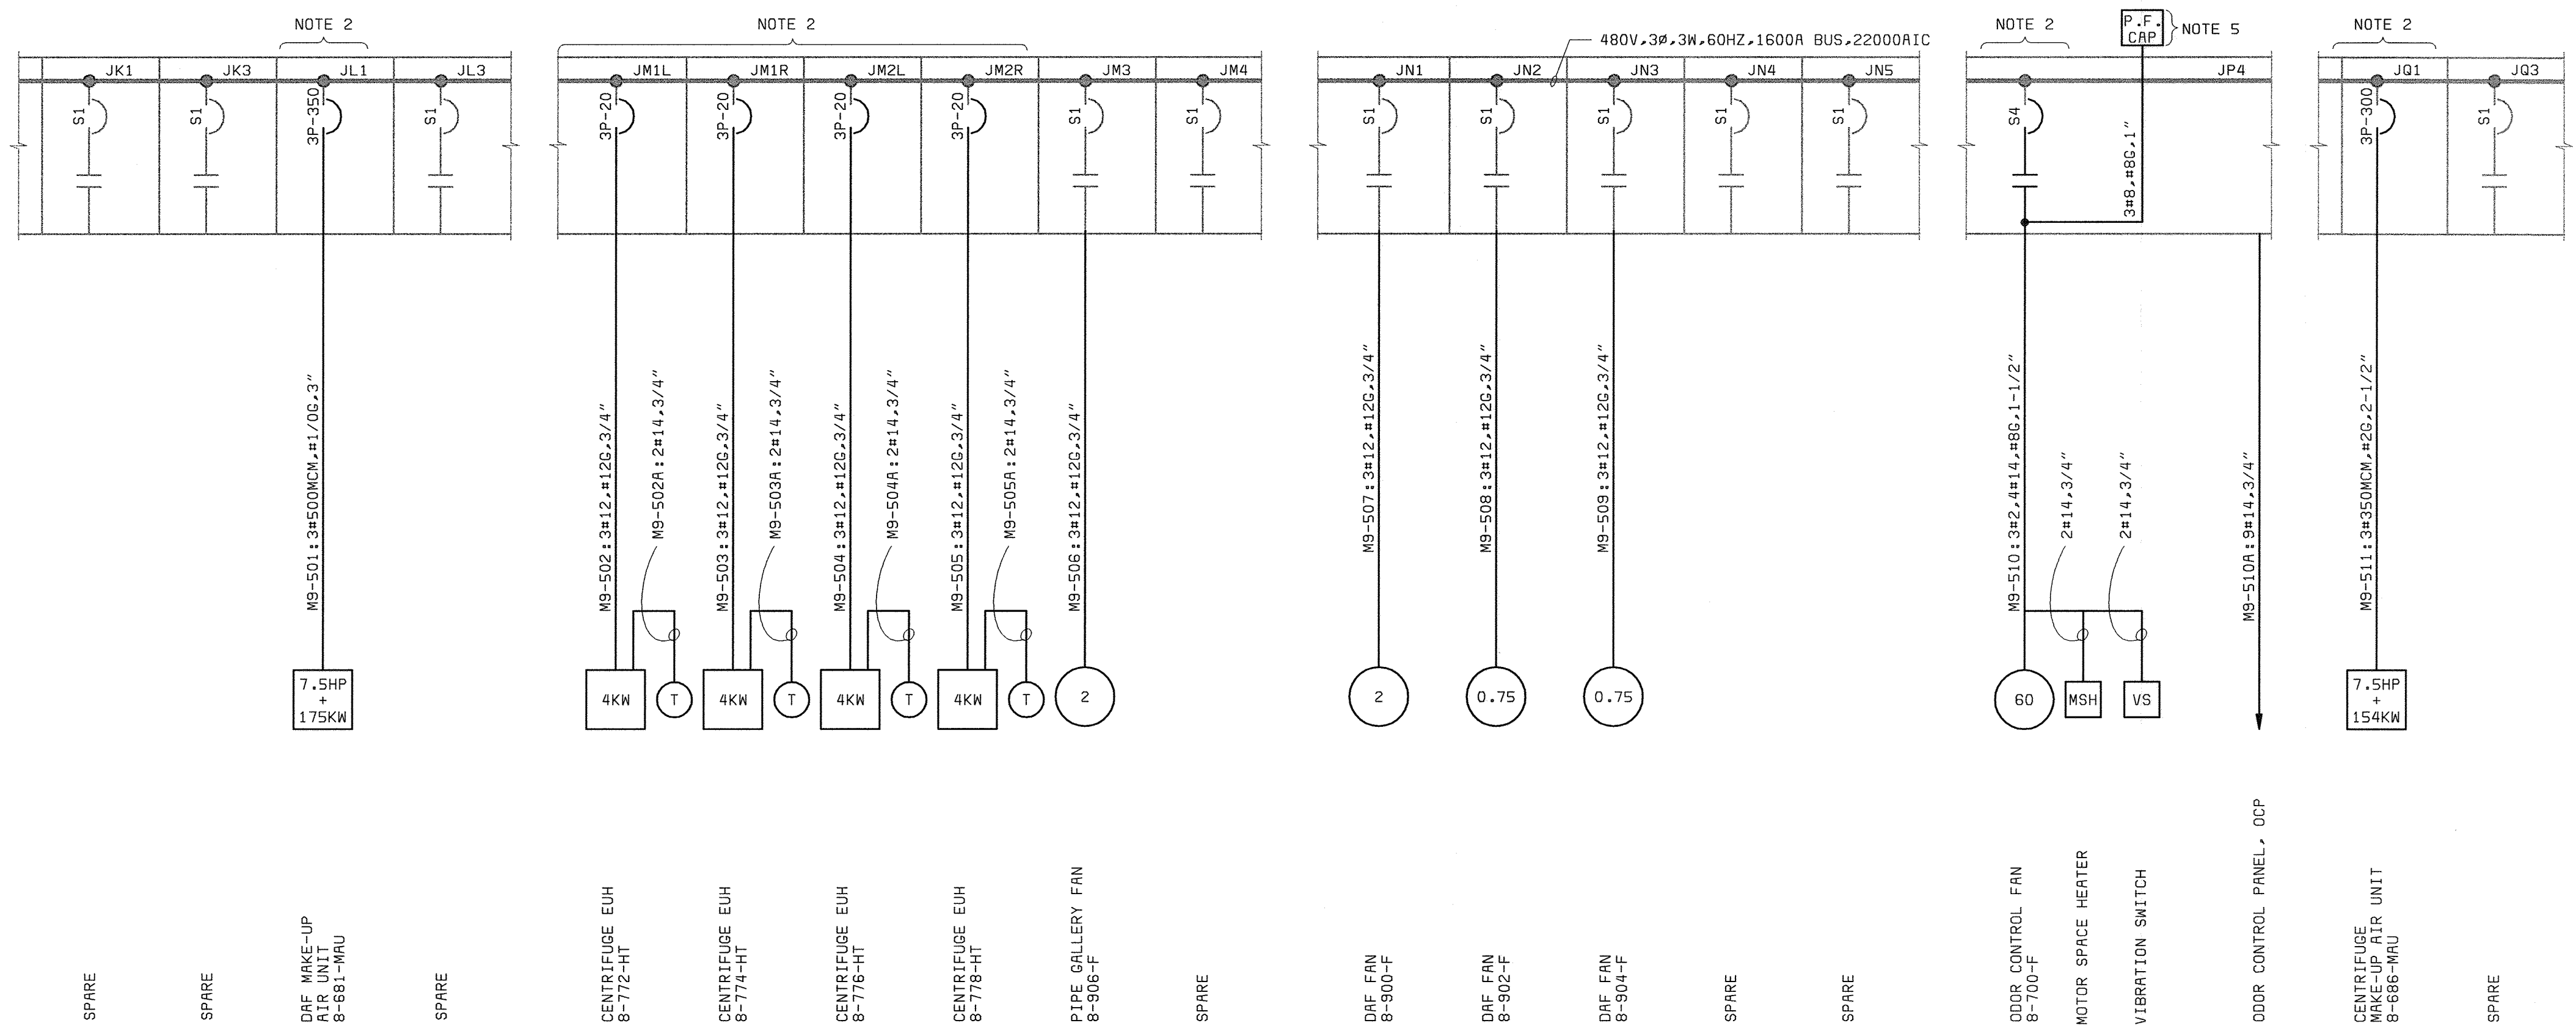 NOTE 2
NOTE 2
NOTE 2
P.F.
CAP
NOTE 5
NOTE 2
480V,3Ø,3W,60HZ,1600A BUS,22000AIC
JK1
JK3
JL1
JL3
JM1L
JM1R
JM2L
JM2R
JM3
JM4
JN1
JN2
JN3
JN4
JN5
JP4
JQ1
JQ3
S1
S1
3P-350
S1
3P-20
3P-20
3P-20
3P-20
S1
S1
S1
S1
S1
S1
S1
S4
3#8,#8G,1"
3P-300
S1
M9-501:3#500MCM,#1/0G,3"
M9-502:3#12,#12G,3/4"
M9-502A:2#14,3/4"
M9-503:3#12,#12G,3/4"
M9-503A:2#14,3/4"
M9-504:3#12,#12G,3/4"
M9-504A:2#14,3/4"
M9-505:3#12,#12G,3/4"
M9-505A:2#14,3/4"
M9-506:3#12,#12G,3/4"
M9-507:3#12,#12G,3/4"
M9-508:3#12,#12G,3/4"
M9-509:3#12,#12G,3/4"
M9-510:3#2,4#14,#8G,1-1/2"
2#14,3/4"
2#14,3/4"
M9-510A:9#14,3/4"
M9-511:3#350MCM,#2G,2-1/2"
7.5HP
+
175KW
4KW
T
4KW
T
4KW
T
4KW
T
2
2
0.75
0.75
60
MSH
VS
7.5HP
+
154KW
SPARE
SPARE
DAF MAKE-UP
AIR UNIT
8-681-MAU
SPARE
CENTRIFUGE EUH
8-772-HT
CENTRIFUGE EUH
8-774-HT
CENTRIFUGE EUH
8-776-HT
CENTRIFUGE EUH
8-778-HT
PIPE GALLERY FAN
8-906-F
SPARE
DAF FAN
8-900-F
DAF FAN
8-902-F
DAF FAN
8-904-F
SPARE
SPARE
ODOR CONTROL FAN
8-700-F
MOTOR SPACE HEATER
VIBRATION SWITCH
ODOR CONTROL PANEL, OCP
CENTRIFUGE
MAKE-UP AIR UNIT
8-686-MAU
SPARE